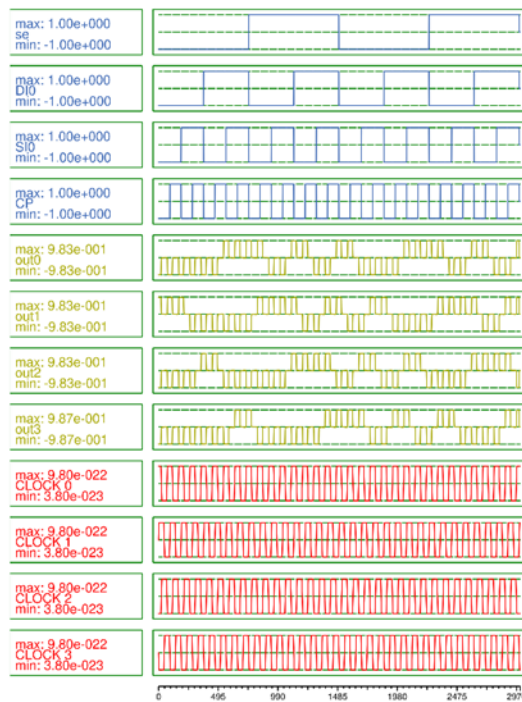 max: 1.00e+000
se
min: -1.00e+000
max: 1.00e+000
DI0
min: -1.00e+000
max: 1.00e+000
SI0
min: -1.00e+000
max: 1.00e+000
CP
min: -1.00e+000
max: 9.83e-001
out0
min: -9.83e-001
max: 9.83e-001
out1
min: -9.83e-001
max: 9.83e-001
out2
min: -9.83e-001
max: 9.87e-001
out3
min: -9.87e-001
max: 9.80e-022
CLOCK 0
min: 3.80e-023
max: 9.80e-022
CLOCK 1
min: 3.80e-023
max: 9.80e-022
CLOCK 2
min: 3.80e-023
max: 9.80e-022
CLOCK 3
min: 3.80e-023
0 495 990 1485 1980 2475